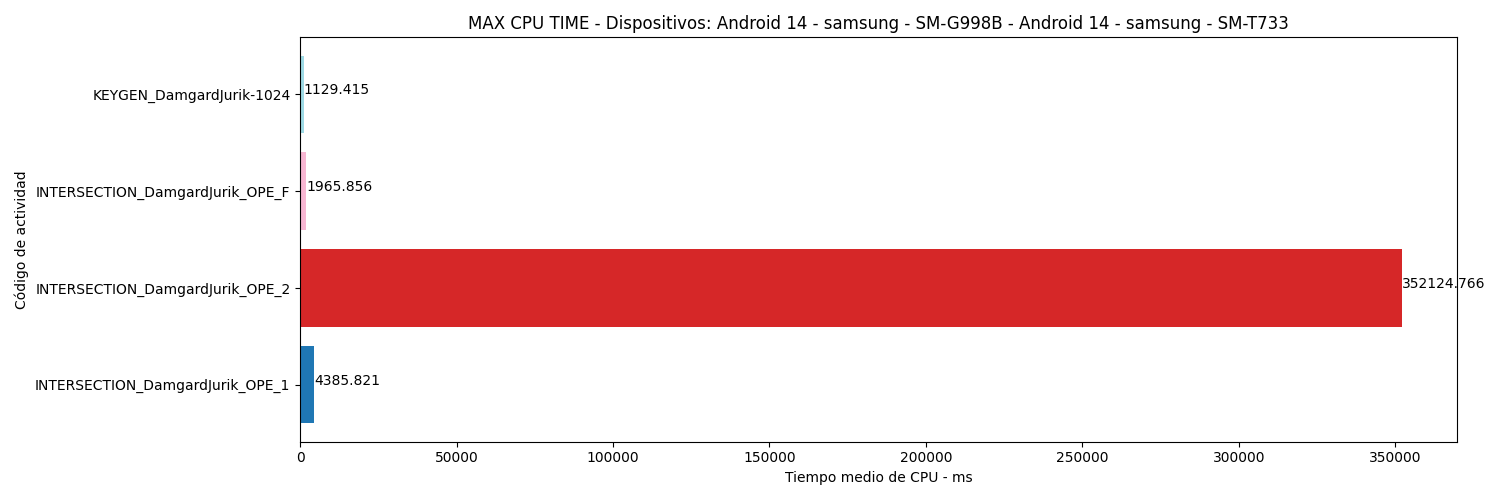 MAX CPU TIME - Dispositivos: Android 14 - samsung - SM-G998B - Android 14 - samsung - SM-T733
Código de actividad
KEYGEN_DamgardJurik-1024
1129.415
INTERSECTION_DamgardJurik_OPE_F
1965.856
INTERSECTION_DamgardJurik_OPE_2
352124.766
INTERSECTION_DamgardJurik_OPE_1
4385.821
0 50000 100000 150000 200000 250000 300000 350000
Tiempo medio de CPU - ms